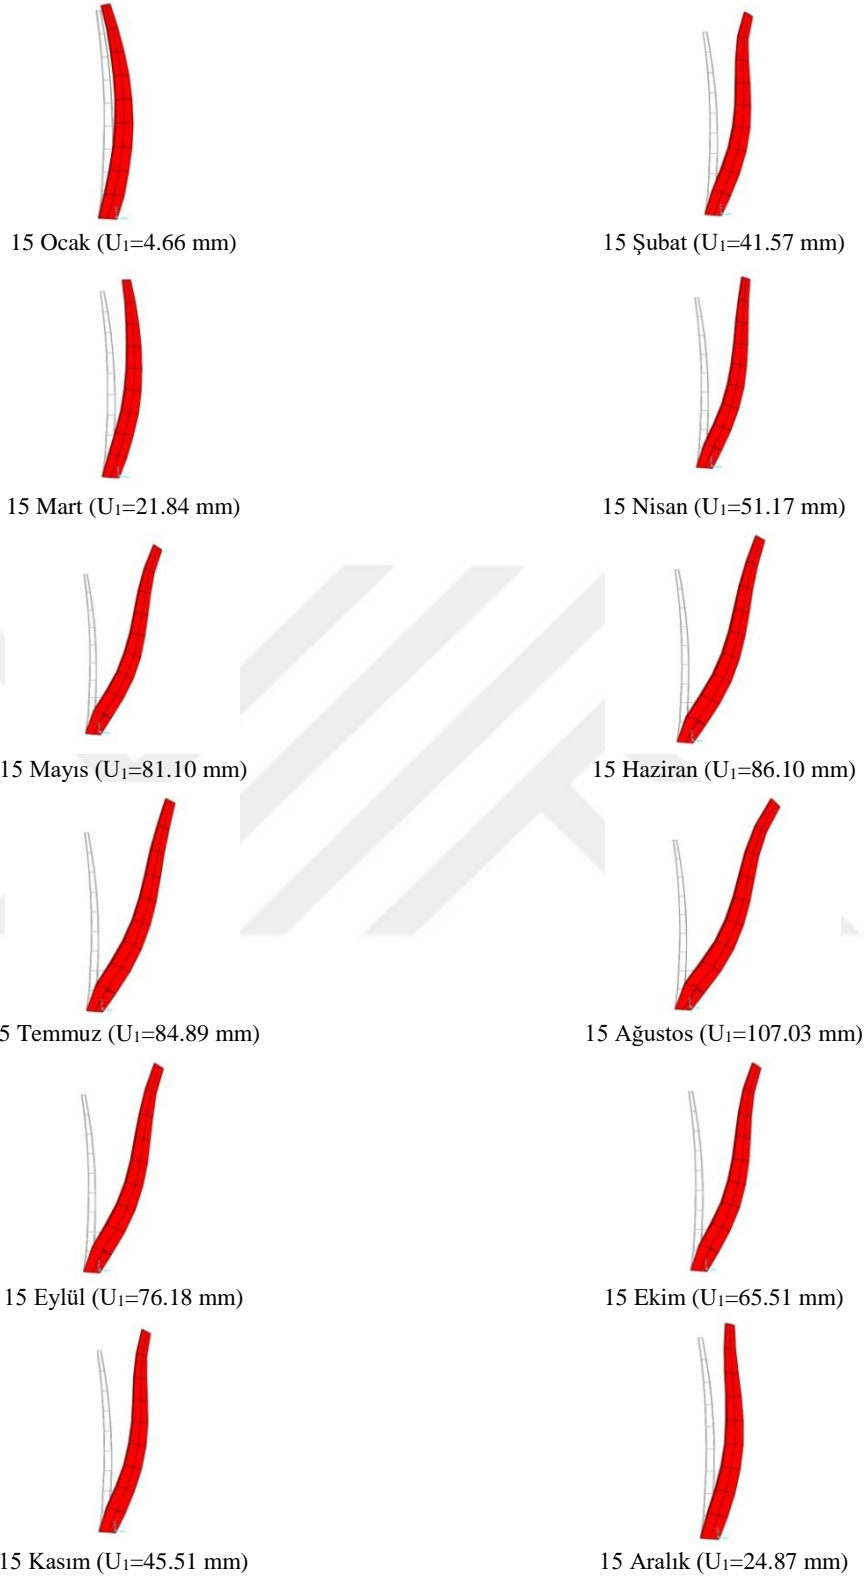 15 Ocak (U₁=4.66 mm)
15 Şubat (U₁=41.57 mm)
15 Mart (U₁=21.84 mm)
15 Nisan (U₁=51.17 mm)
15 Mayıs (U₁=81.10 mm)
15 Haziran (U₁=86.10 mm)
5 Temmuz (U₁=84.89 mm)
15 Ağustos (U₁=107.03 mm)
15 Eylül (U₁=76.18 mm)
15 Ekim (U₁=65.51 mm)
15 Kasım (U₁=45.51 mm)
15 Aralık (U₁=24.87 mm)